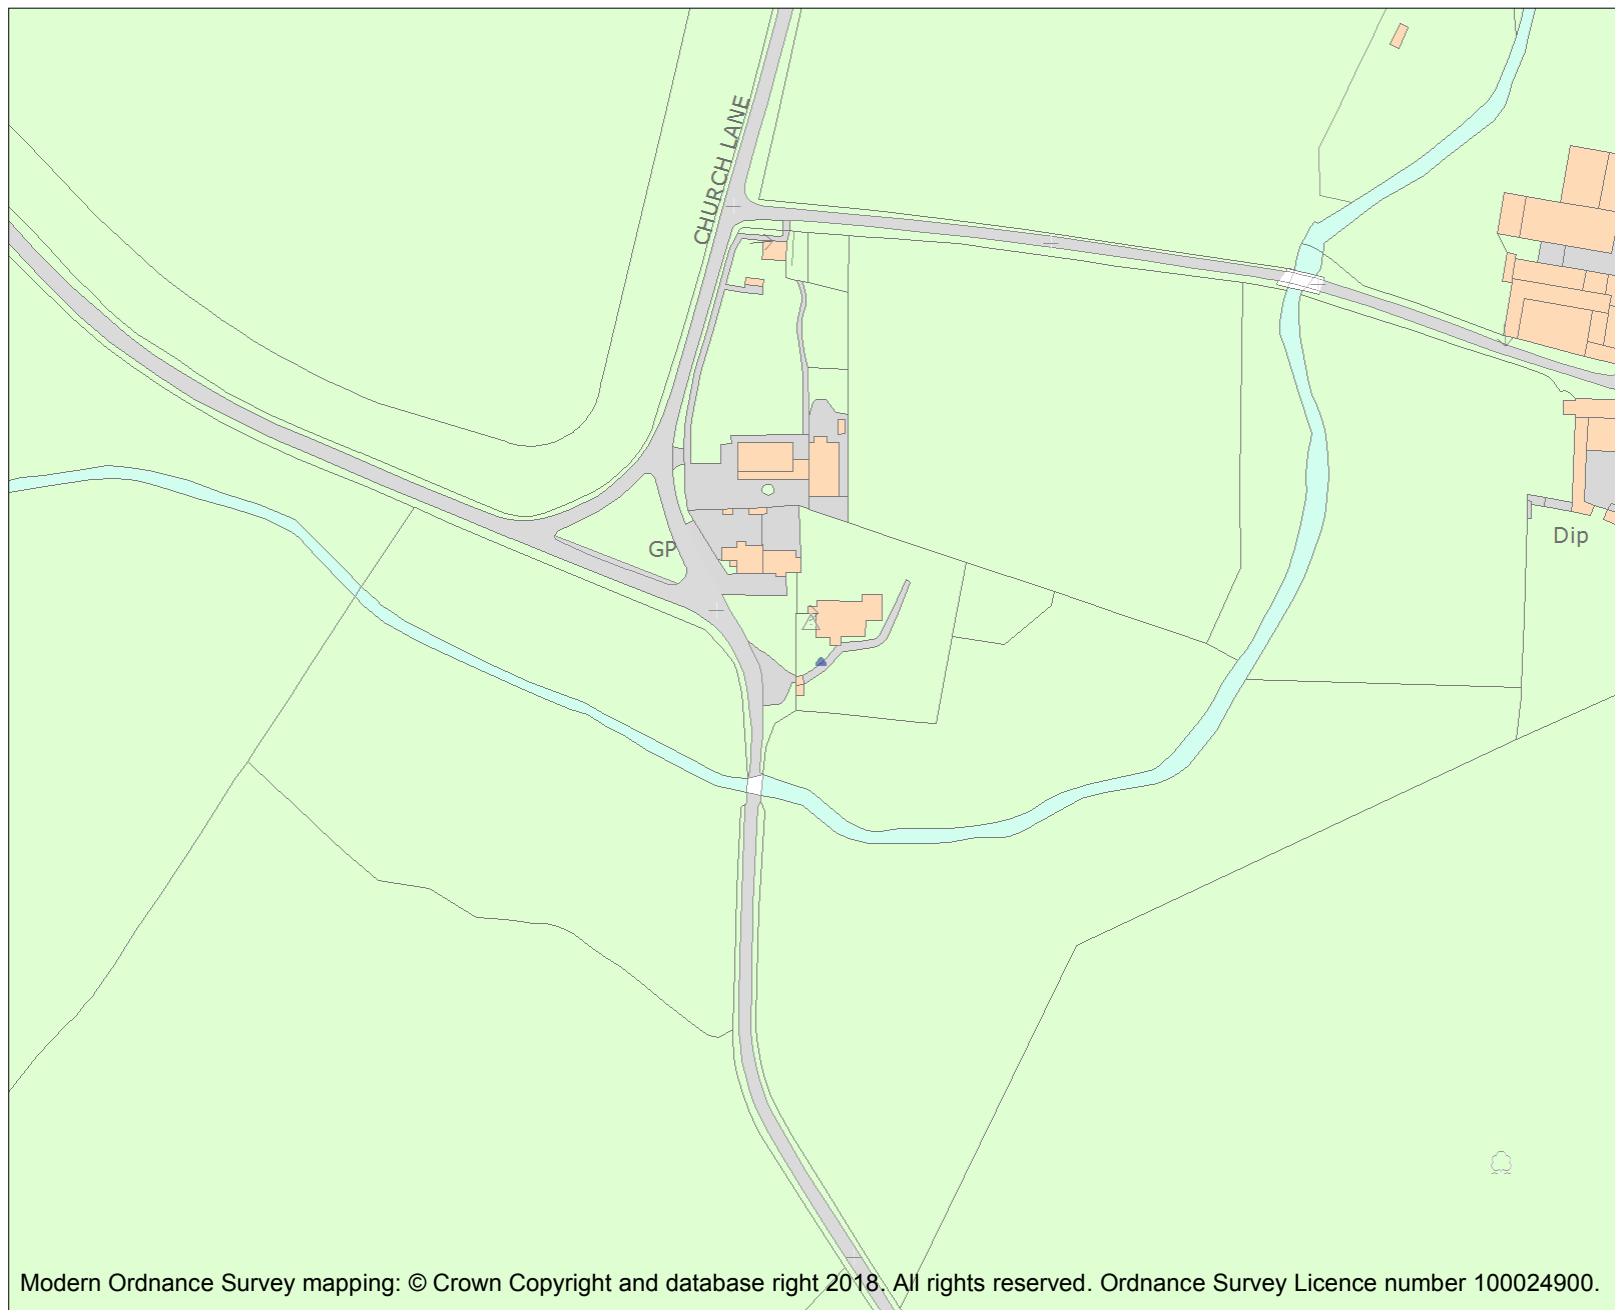 CHURCH LANE
GP
Dip
Modern Ordnance Survey mapping: © Crown Copyright and database right 2018. All rights reserved. Ordnance Survey Licence number 100024900.